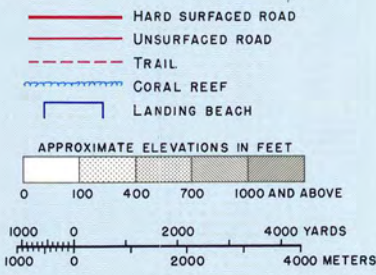 HARD SURFACED ROAD
UNSURFACED ROAD
TRAIL
CORAL REEF
LANDING BEACH
APPROXIMATE ELEVATIONS IN FEET
0 100 400 700 1000 AND ABOVE
1000 0 2000 4000 YARDS
1000 0 2000 4000 METERS